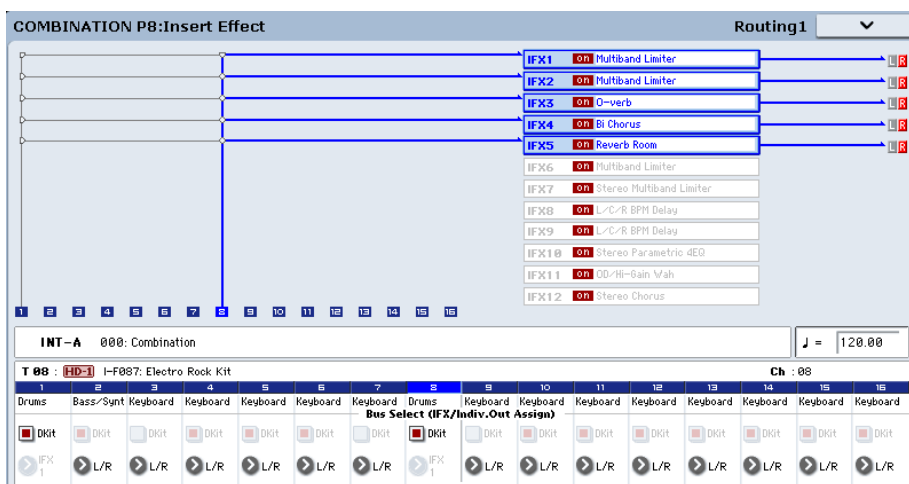 COMBINATION P8:Insert Effect Routing1
IFX1 on Multiband Limiter L R
IFX2 on Multiband Limiter L R
IFX3 on O-verb L R
IFX4 on Bi Chorus L R
IFX5 on Reverb Room L R
IFX6 on Multiband Limiter
IFX7 on Stereo Multiband Limiter
IFX8 on L/C/R BPM Delay
IFX9 on L/C/R BPM Delay
IFX10 on Stereo Parametric 4EQ
IFX11 on OD/Hi-Gain Wah
IFX12 on Stereo Chorus
1 2 3 4 5 6 7 8 9 10 11 12 13 14 15 16
INT-A 000: Combination ♩ = 120.00
T 08 : HD-1 I-F087: Electro Rock Kit Ch : 08
1 2 3 4 5 6 7 8 9 10 11 12 13 14 15 16
Drums Bass/Synt Keyboard Keyboard Keyboard Keyboard Keyboard Drums Keyboard Keyboard Keyboard Keyboard Keyboard Keyboard Keyboard Keyboard
Bus Select (IFX/Indiv.Out Assign)
DKit DKit DKit DKit DKit DKit DKit DKit DKit DKit DKit DKit DKit DKit DKit DKit
IFX 1 L/R L/R L/R L/R L/R L/R IFX 1 L/R L/R L/R L/R L/R L/R L/R L/R